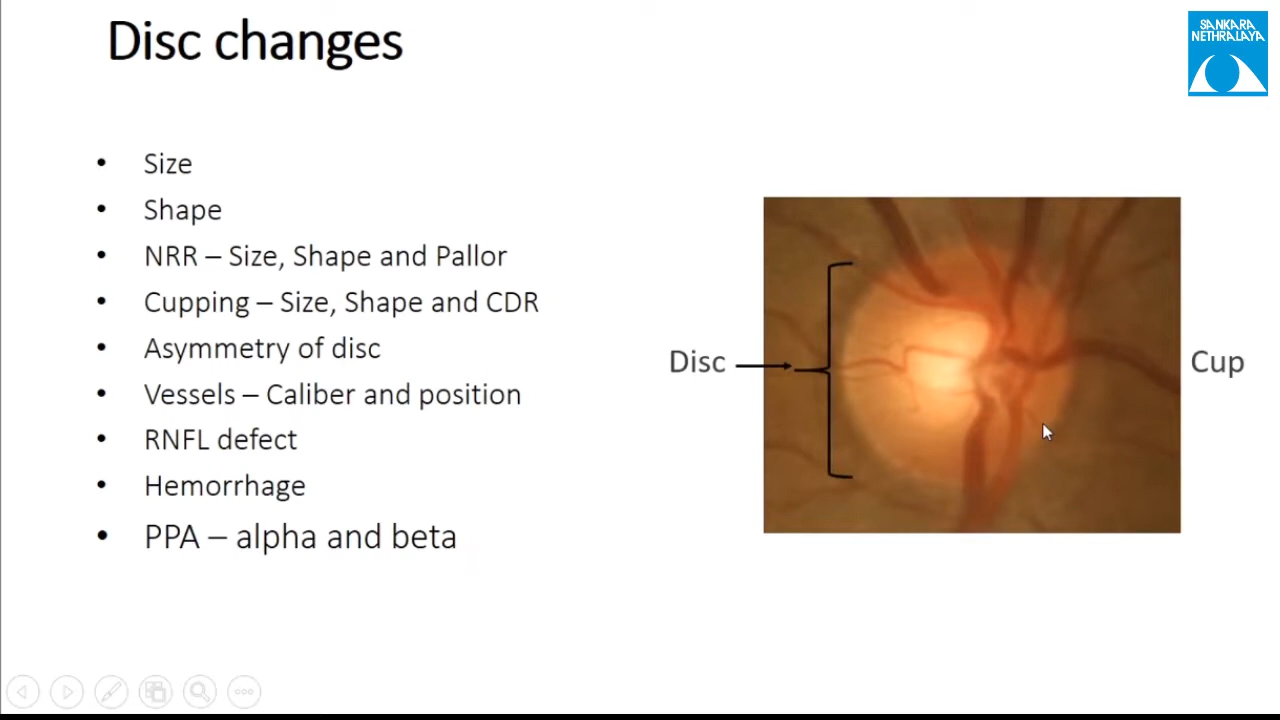 Disc changes
SANKARA
NETHRALAYA
• Size
• Shape
• NRR – Size, Shape and Pallor
• Cupping – Size, Shape and CDR
• Asymmetry of disc
• Vessels – Caliber and position
• RNFL defect
• Hemorrhage
• PPA – alpha and beta
Disc
Cup